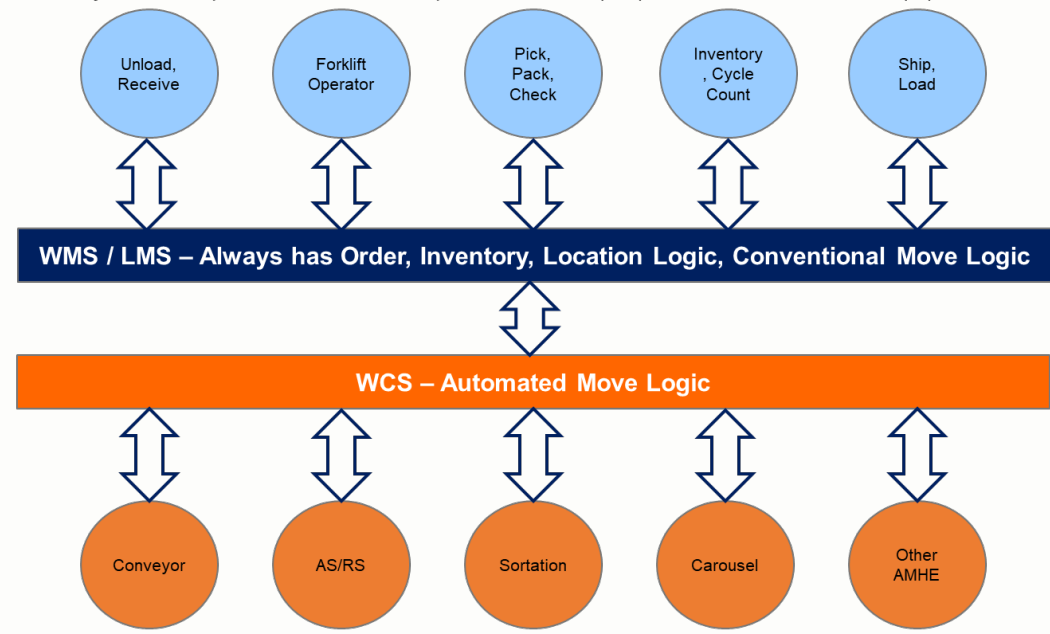 Unload,
Receive
Forklift
Operator
Pick,
Pack,
Check
Inventory
, Cycle
Count
Ship,
Load
WMS / LMS – Always has Order, Inventory, Location Logic, Conventional Move Logic
WCS – Automated Move Logic
Conveyor
AS/RS
Sortation
Carousel
Other
AMHE